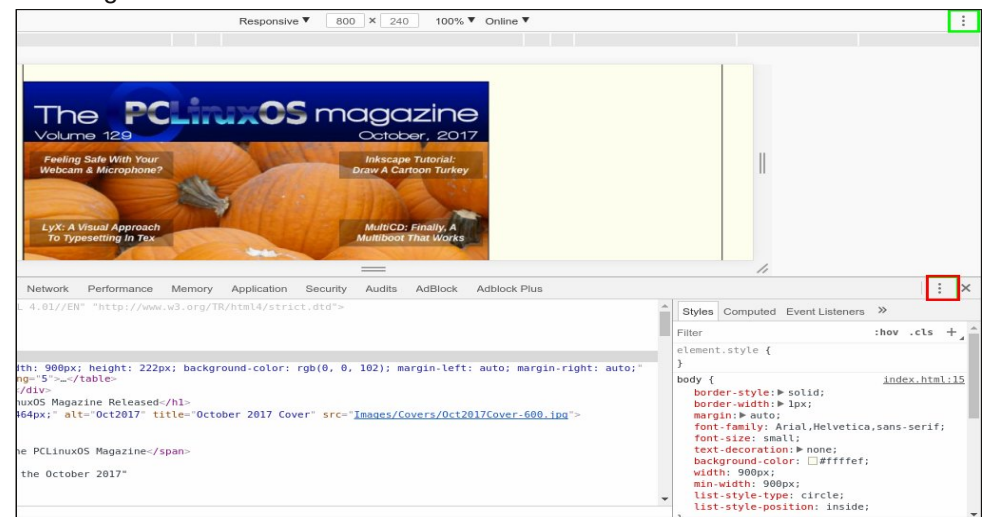 Responsive ▼ 800 × 240 100% ▼ Online ▼
The PCLinuxOS magazine
Volume 129 October, 2017
Feeling Safe With Your
Webcam & Microphone?
Inkscape Tutorial:
Draw A Cartoon Turkey
LyX: A Visual Approach
To Typesetting In Tex
MultiCD: Finally, A
Multiboot That Works
Network Performance Memory Application Security Audits AdBlock Adblock Plus
L 4.01//EN" "http://www.w3.org/TR/html4/strict.dtd">
dth: 900px; height: 222px; background-color: rgb(0, 0, 102); margin-left: auto; margin-right: auto;"
ng="5">…</table>
</div>
nuxOS Magazine Released</h1>
464px;" alt="Oct2017" title="October 2017 Cover" src="Images/Covers/Oct2017Cover-600.jpg">
he PCLinuxOS Magazine</span>
the October 2017"
Styles Computed Event Listeners »
Filter :hov .cls +
element.style {
}
body { index.html:15
border-style:▶ solid;
border-width:▶ 1px;
margin:▶ auto;
font-family: Arial,Helvetica,sans-serif;
font-size: small;
text-decoration:▶ none;
background-color: #ffffef;
width: 900px;
min-width: 900px;
list-style-type: circle;
list-style-position: inside;